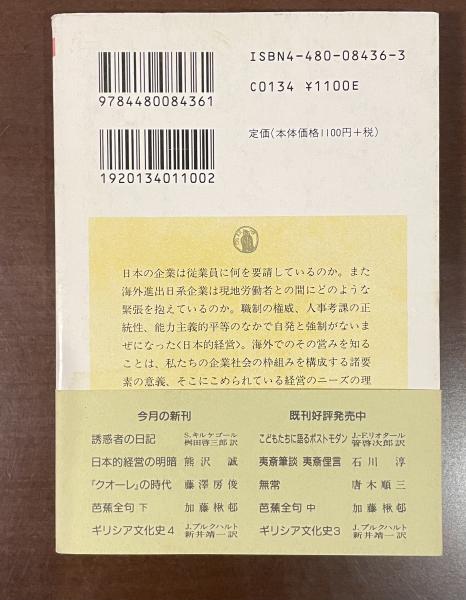 ISBN4-480-08436-3
9784480084361
C0134 ¥1100E
定価(本体価格1100円+税)
1920134011002
日本の企業は従業員に何を要請しているのか。また
海外進出日系企業は現地労働者との間にどのような
緊張を抱えているのか。職制の権威、人事考課の正
統性、能力主義的平等のなかで自発と強制がないま
ぜになった〈日本的経営〉。海外でのその営みを知る
ことは、私たちの企業社会の枠組みを構成する諸要
素の意義、そこにこめられている経営のニーズの理
今月の新刊
誘惑者の日記 S.キルケゴール 桝田啓三郎訳
日本的経営の明暗 熊沢 誠
『クオーレ』の時代 藤澤房俊
芭蕉全句 下 加藤楸邨
ギリシア文化史4 J.ブルクハルト 新井靖一訳
既刊好評発売中
こどもたちに語るポストモダン J.-F.リオタール 管啓次郎訳
夷斎筆談 夷斎俚言 石川 淳
無常 唐木順三
芭蕉全句 中 加藤楸邨
ギリシア文化史3 J.ブルクハルト 新井靖一訳